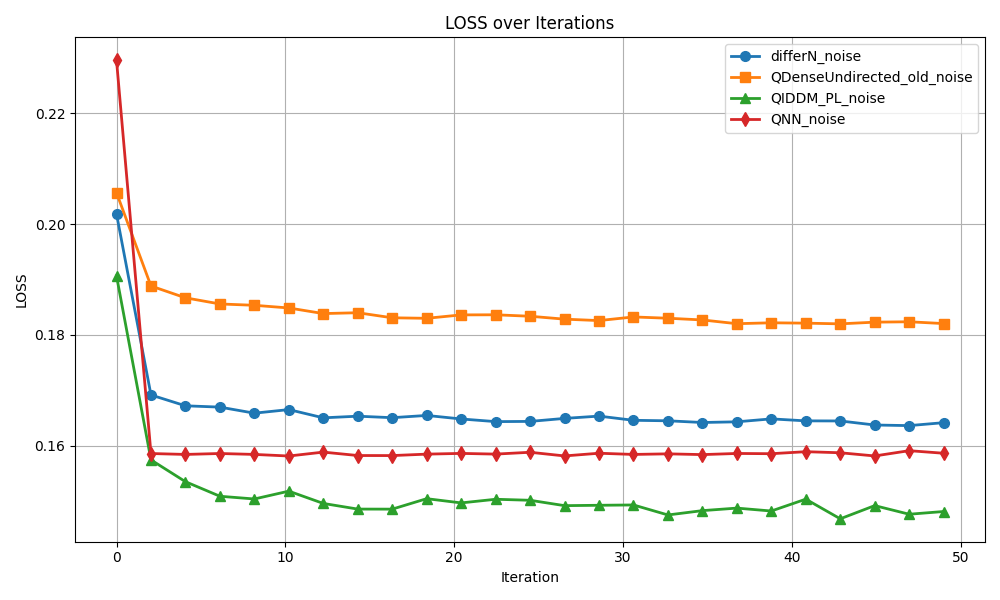 LOSS over Iterations
differN_noise
QDenseUndirected_old_noise
QIDDM_PL_noise
QNN_noise
LOSS
0.22
0.20
0.18
0.16
0 10 20 30 40 50
Iteration